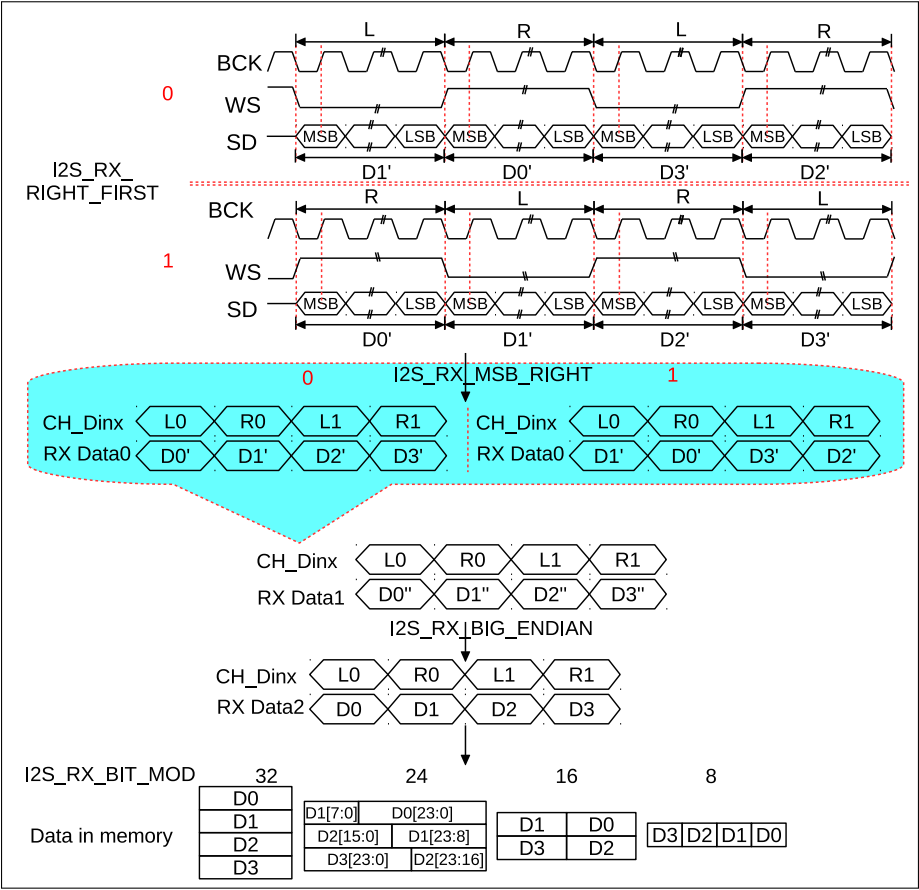 L R L R
BCK
0
WS
SD MSB LSB MSB LSB MSB LSB MSB LSB
D1' D0' D3' D2'
I2S_RX_
RIGHT_FIRST
R L R L
BCK
1
WS
SD MSB LSB MSB LSB MSB LSB MSB LSB
D0' D1' D2' D3'
0 I2S_RX_MSB_RIGHT 1
CH_Dinx L0 R0 L1 R1 CH_Dinx L0 R0 L1 R1
RX Data0 D0' D1' D2' D3' RX Data0 D1' D0' D3' D2'
CH_Dinx L0 R0 L1 R1
RX Data1 D0'' D1'' D2'' D3''
I2S_RX_BIG_ENDIAN
CH_Dinx L0 R0 L1 R1
RX Data2 D0 D1 D2 D3
I2S_RX_BIT_MOD 32 24 16 8
Data in memory
D0
D1
D2
D3
D1[7:0] D0[23:0]
D2[15:0] D1[23:8]
D3[23:0] D2[23:16]
D1 D0
D3 D2
D3 D2 D1 D0